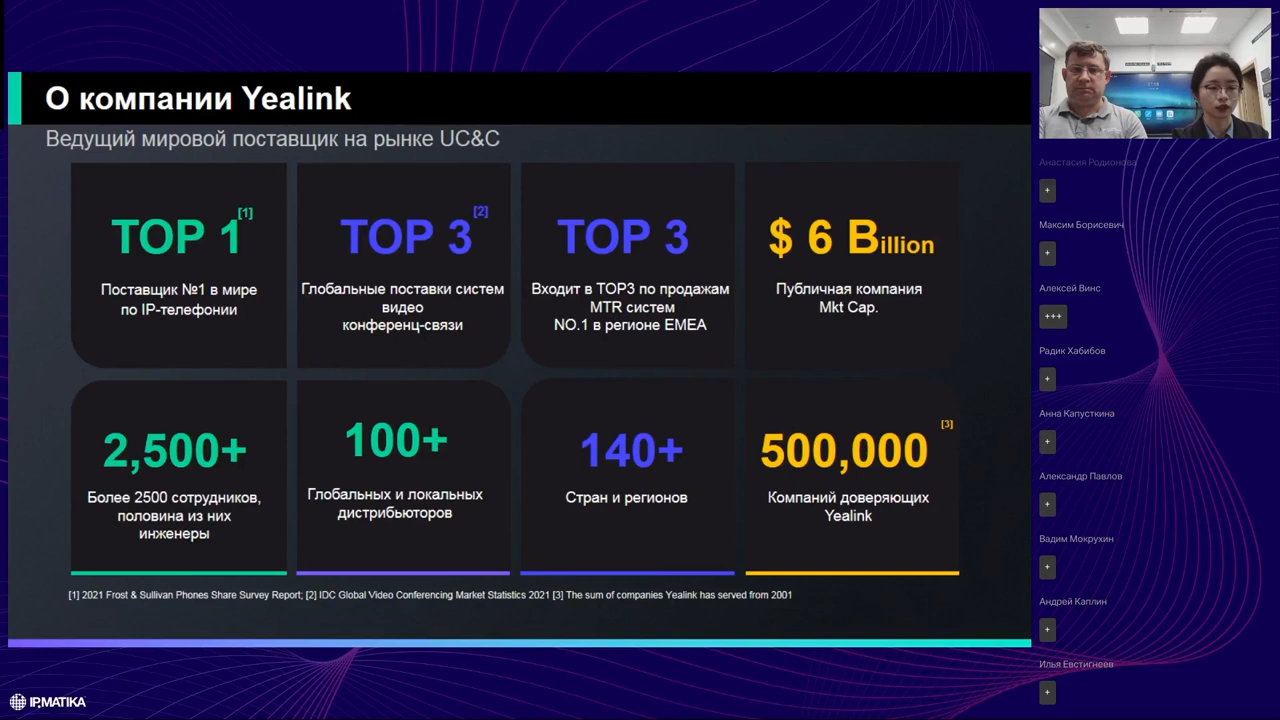 О компании Yealink
Ведущий мировой поставщик на рынке UC&C
TOP 1 [1]
Поставщик №1 в мире
по IP-телефонии
TOP 3 [2]
Глобальные поставки систем
видео
конференц-связи
TOP 3
Входит в TOP3 по продажам
MTR систем
NO.1 в регионе EMEA
$ 6 Billion
Публичная компания
Mkt Cap.
2,500+
Более 2500 сотрудников,
половина из них
инженеры
100+
Глобальных и локальных
дистрибьюторов
140+
Стран и регионов
500,000 [3]
Компаний доверяющих
Yealink
[1] 2021 Frost & Sullivan Phones Share Survey Report; [2] IDC Global Video Conferencing Market Statistics 2021 [3] The sum of companies Yealink has served from 2001
IPMATIKA
Анастасия Родионова
+
Максим Борисевич
+
Алексей Винс
+++
Радик Хабибов
+
Анна Капусткина
+
Александр Павлов
+
Вадим Мокрухин
+
Андрей Каплин
+
Илья Евстигнеев
+